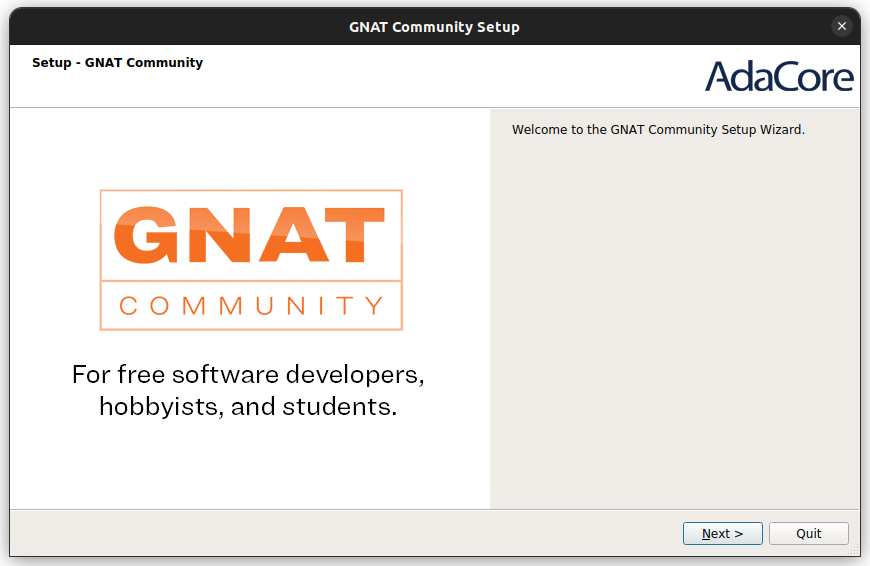 GNAT Community Setup
Setup - GNAT Community
AdaCore
Welcome to the GNAT Community Setup Wizard.
GNAT
COMMUNITY
For free software developers,
hobbyists, and students.
Next >
Quit